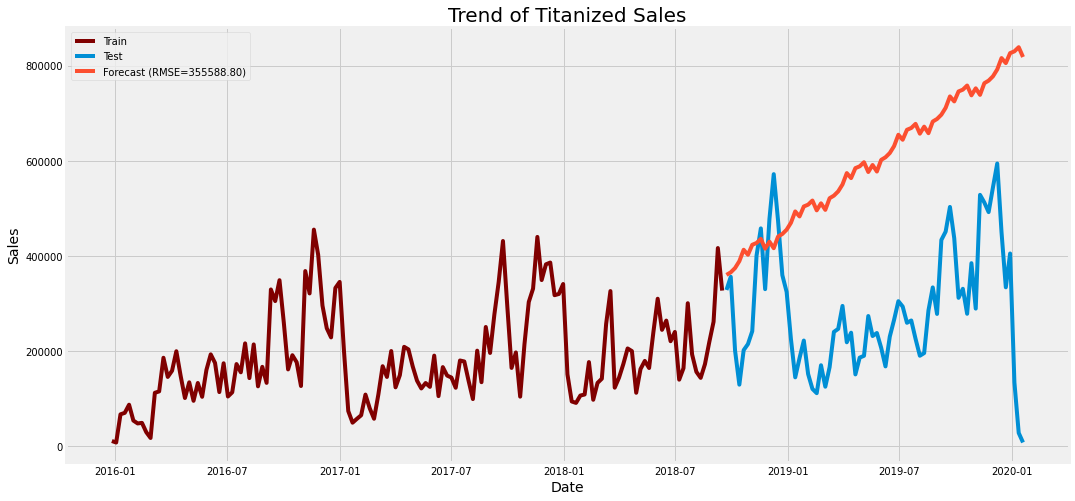 Trend of Titanized Sales
Train
Test
Forecast (RMSE=355588.80)
800000
600000
400000
200000
0
Sales
2016-01 2016-07 2017-01 2017-07 2018-01 2018-07 2019-01 2019-07 2020-01
Date